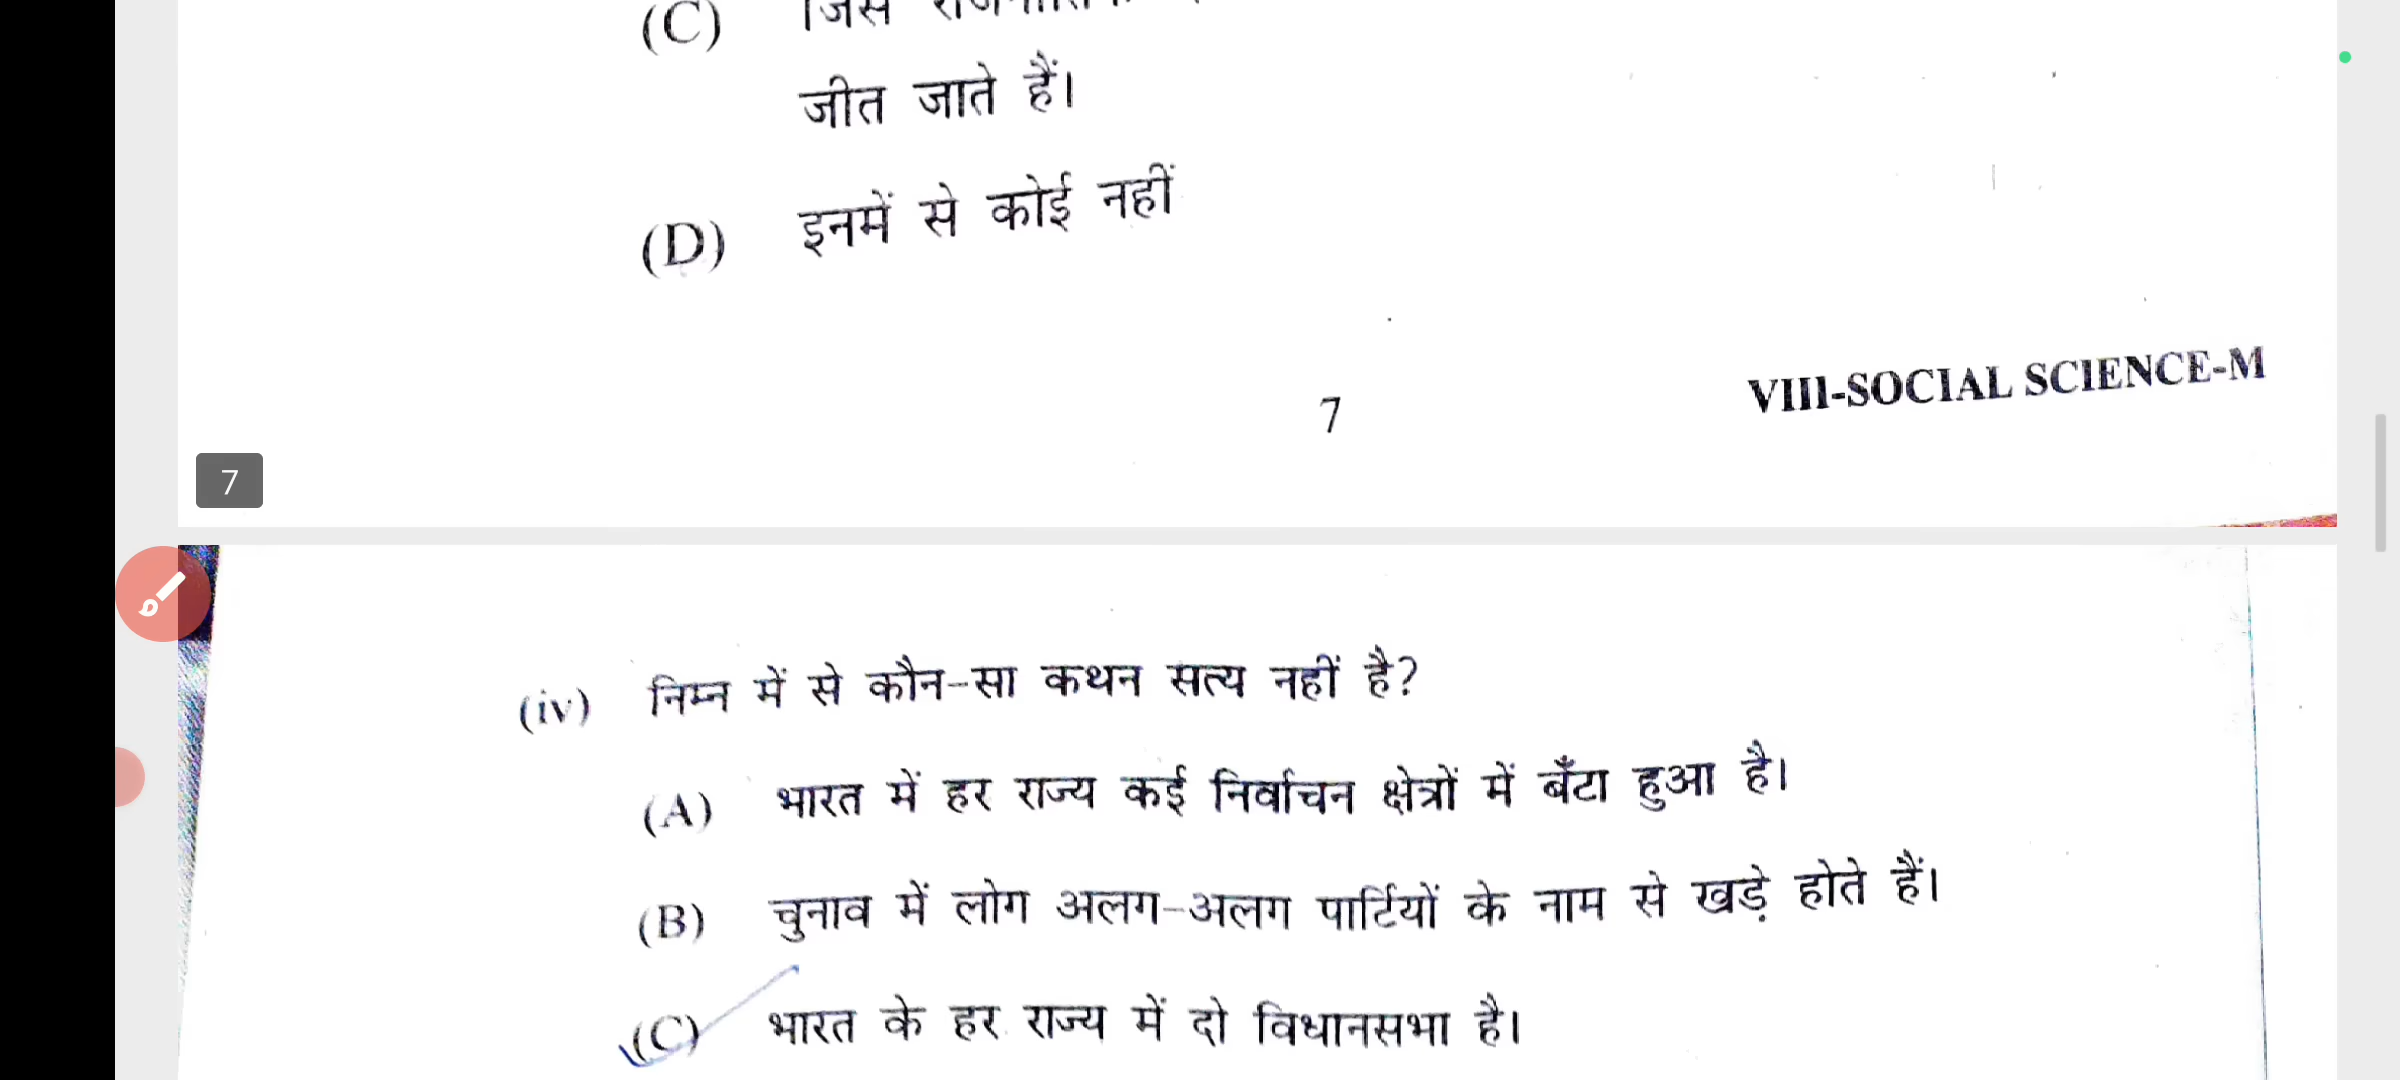 (C) जिस
जीत जाते हैं।
(D) इनमें से कोई नहीं
7 VIII-SOCIAL SCIENCE-M
7
(iv) निम्न में से कौन-सा कथन सत्य नहीं है?
(A) भारत में हर राज्य कई निर्वाचन क्षेत्रों में बँटा हुआ है।
(B) चुनाव में लोग अलग-अलग पार्टियों के नाम से खड़े होते हैं।
(C) भारत के हर राज्य में दो विधानसभा है।